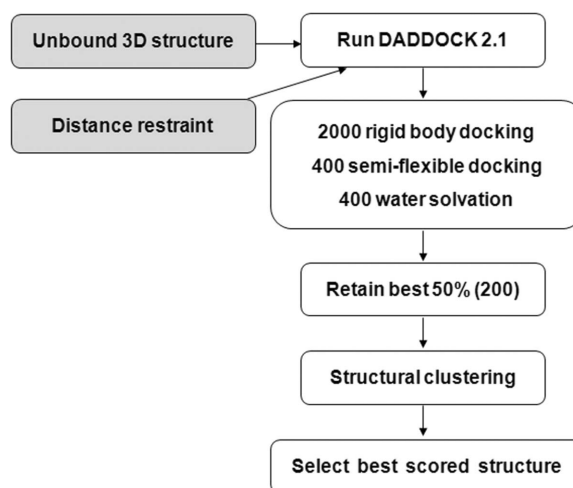 Unbound 3D structure
Run DADDOCK 2.1
Distance restraint
2000 rigid body docking
400 semi-flexible docking
400 water solvation
Retain best 50% (200)
Structural clustering
Select best scored structure